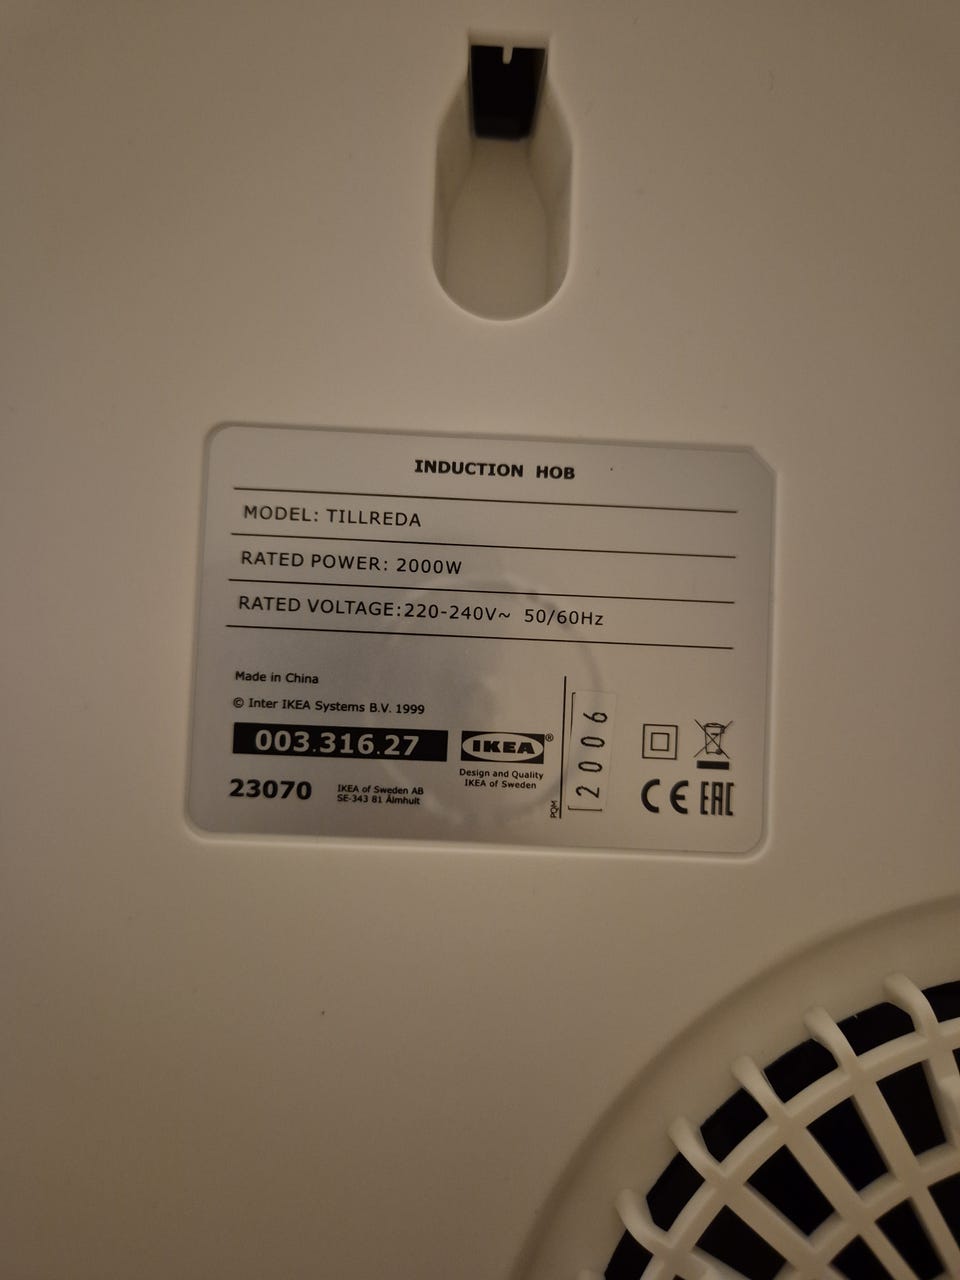 INDUCTION HOB
MODEL: TILLREDA
RATED POWER: 2000W
RATED VOLTAGE:220-240V~ 50/60Hz
Made in China
© Inter IKEA Systems B.V. 1999
003.316.27
IKEA®
Design and Quality
IKEA of Sweden
23070
IKEA of Sweden AB
SE-343 81 Älmhult
PQM
2006
CE EAC